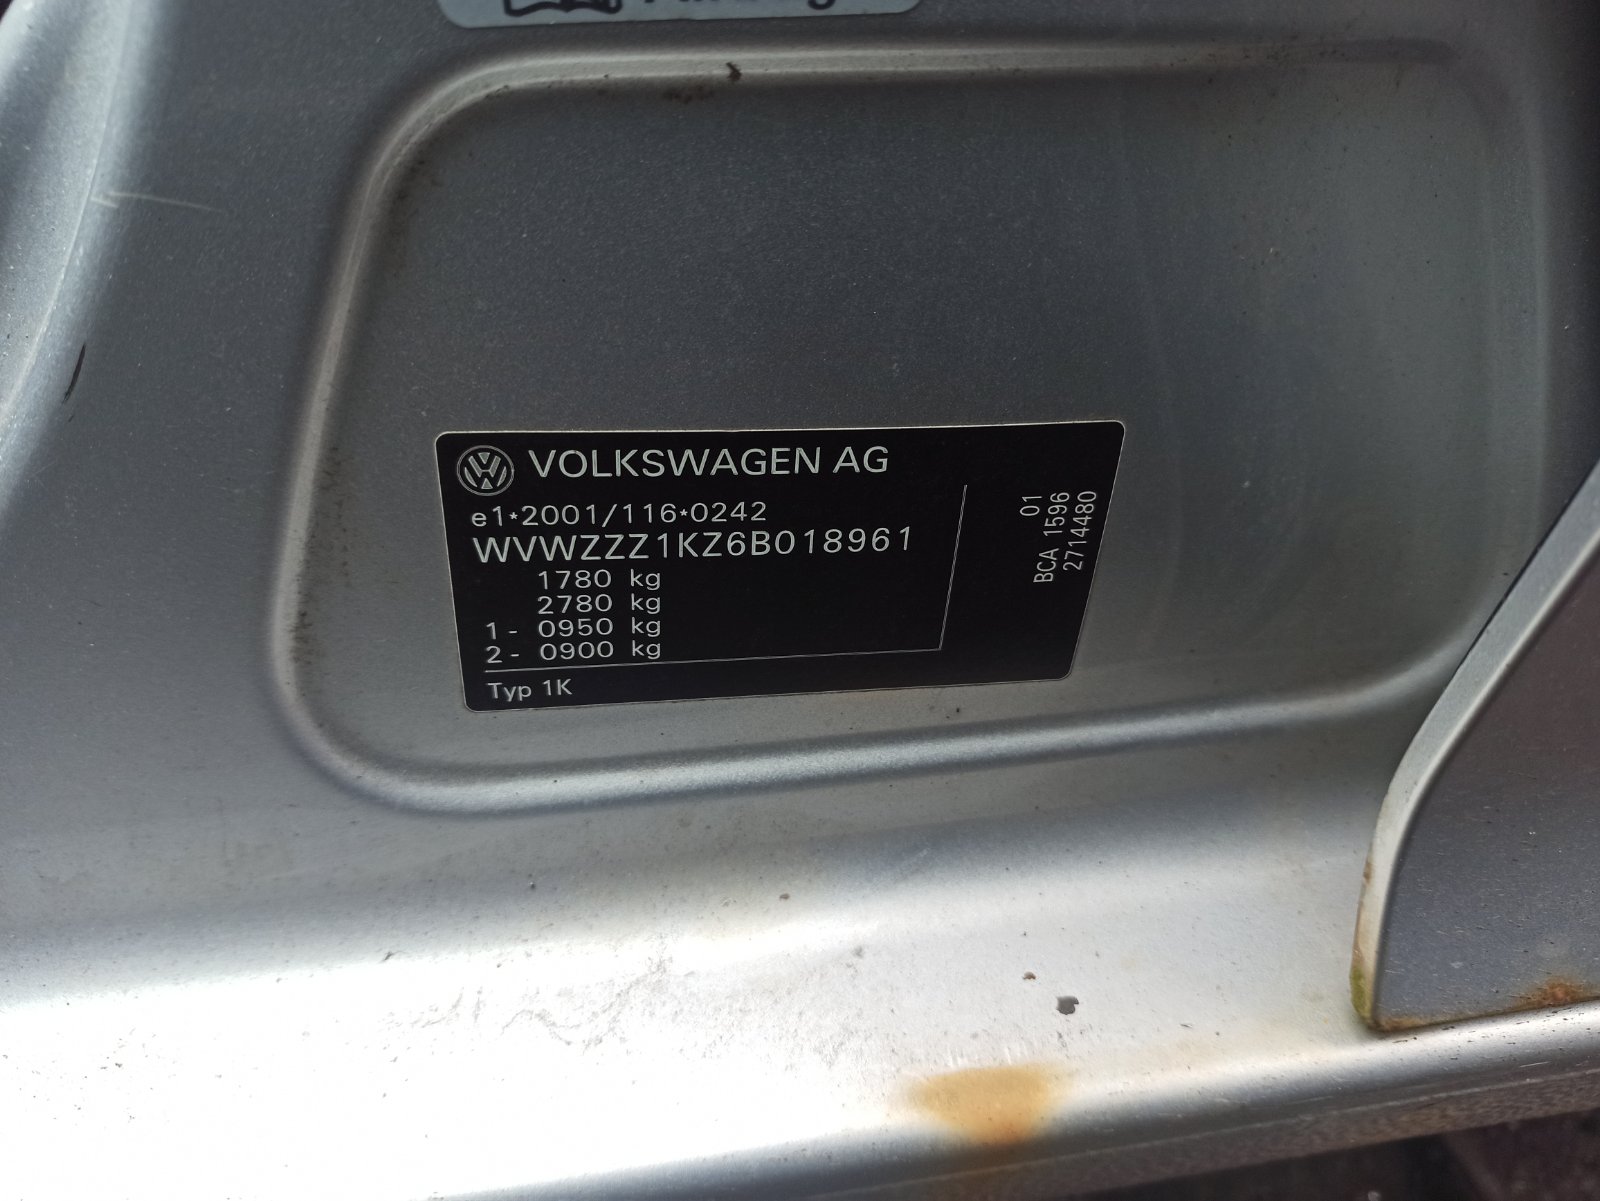 VOLKSWAGEN AG
e1*2001/116*0242
WVWZZZ1KZ6B018961
1780 kg
2780 kg
1- 0950 kg
2- 0900 kg
Typ 1K
01
BCA 1596
2714480